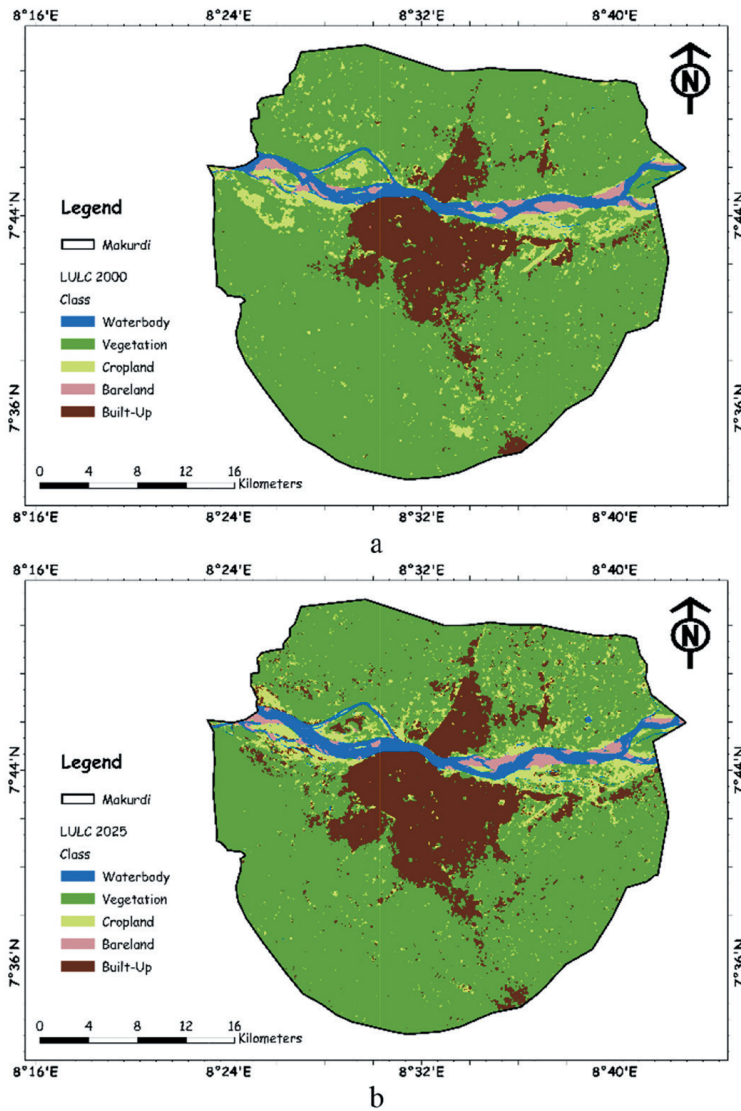 8°16'E 8°24'E 8°32'E 8°40'E
N
7°44'N 7°44'N
Legend
Makurdi
LULC 2000
Class
Waterbody
Vegetation
Cropland
Bareland
Built-Up
7°36'N 7°36'N
0 4 8 12 16
Kilometers
8°16'E 8°24'E 8°32'E 8°40'E
a
8°16'E 8°24'E 8°32'E 8°40'E
N
7°44'N 7°44'N
Legend
Makurdi
LULC 2025
Class
Waterbody
Vegetation
Cropland
Bareland
Built-Up
7°36'N 7°36'N
0 4 8 12 16
Kilometers
8°16'E 8°24'E 8°32'E 8°40'E
b